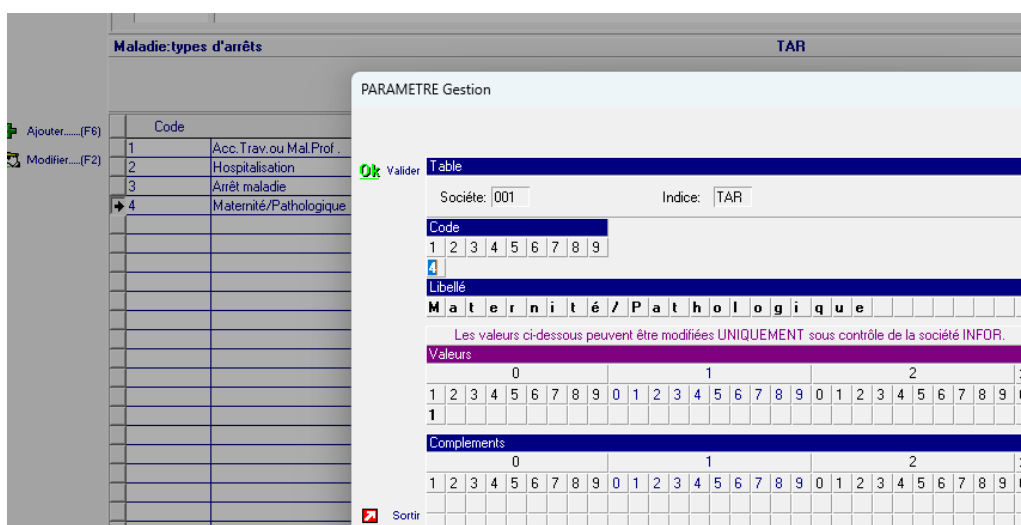 Maladie:types d'arrêts TAR
PARAMETRE Gestion
Ajouter......(F6)
Modifier....(F2)
Code
1 Acc.Trav.ou Mal.Prof .
2 Hospitalisation
3 Arrêt maladie
4 Maternité/Pathologique
Ok Valider
Table
Sociéte: 001 Indice: TAR
Code
1 2 3 4 5 6 7 8 9
4
Libellé
Maternité/Pathologique
Les valeurs ci-dessous peuvent être modifiées UNIQUEMENT sous contrôle de la société INFOR.
Valeurs
0 1 2
1 2 3 4 5 6 7 8 9 0 1 2 3 4 5 6 7 8 9 0 1 2 3 4 5 6 7 8 9
1
Complements
0 1 2
1 2 3 4 5 6 7 8 9 0 1 2 3 4 5 6 7 8 9 0 1 2 3 4 5 6 7 8 9
Sortir